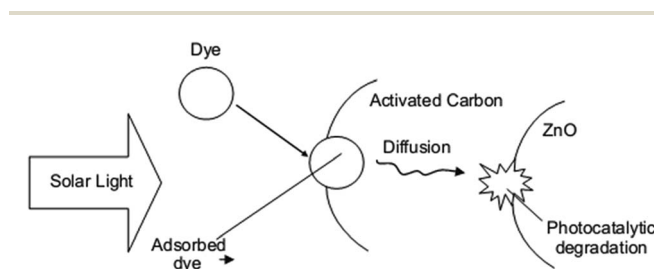 Dye
Activated Carbon
ZnO
Diffusion
Solar Light
Photocatalytic
degradation
Adsorbed
dye